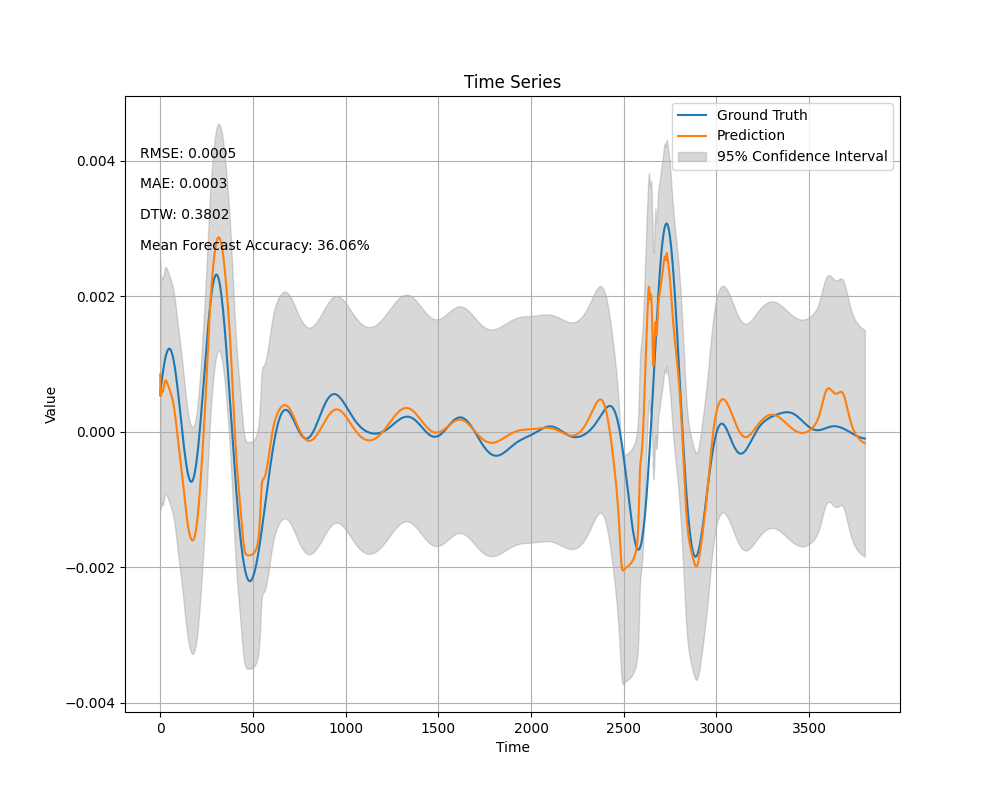 Time Series
Ground Truth
Prediction
95% Confidence Interval
RMSE: 0.0005
MAE: 0.0003
DTW: 0.3802
Mean Forecast Accuracy: 36.06%
0.004
0.002
0.000
−0.002
−0.004
Value
0 500 1000 1500 2000 2500 3000 3500
Time